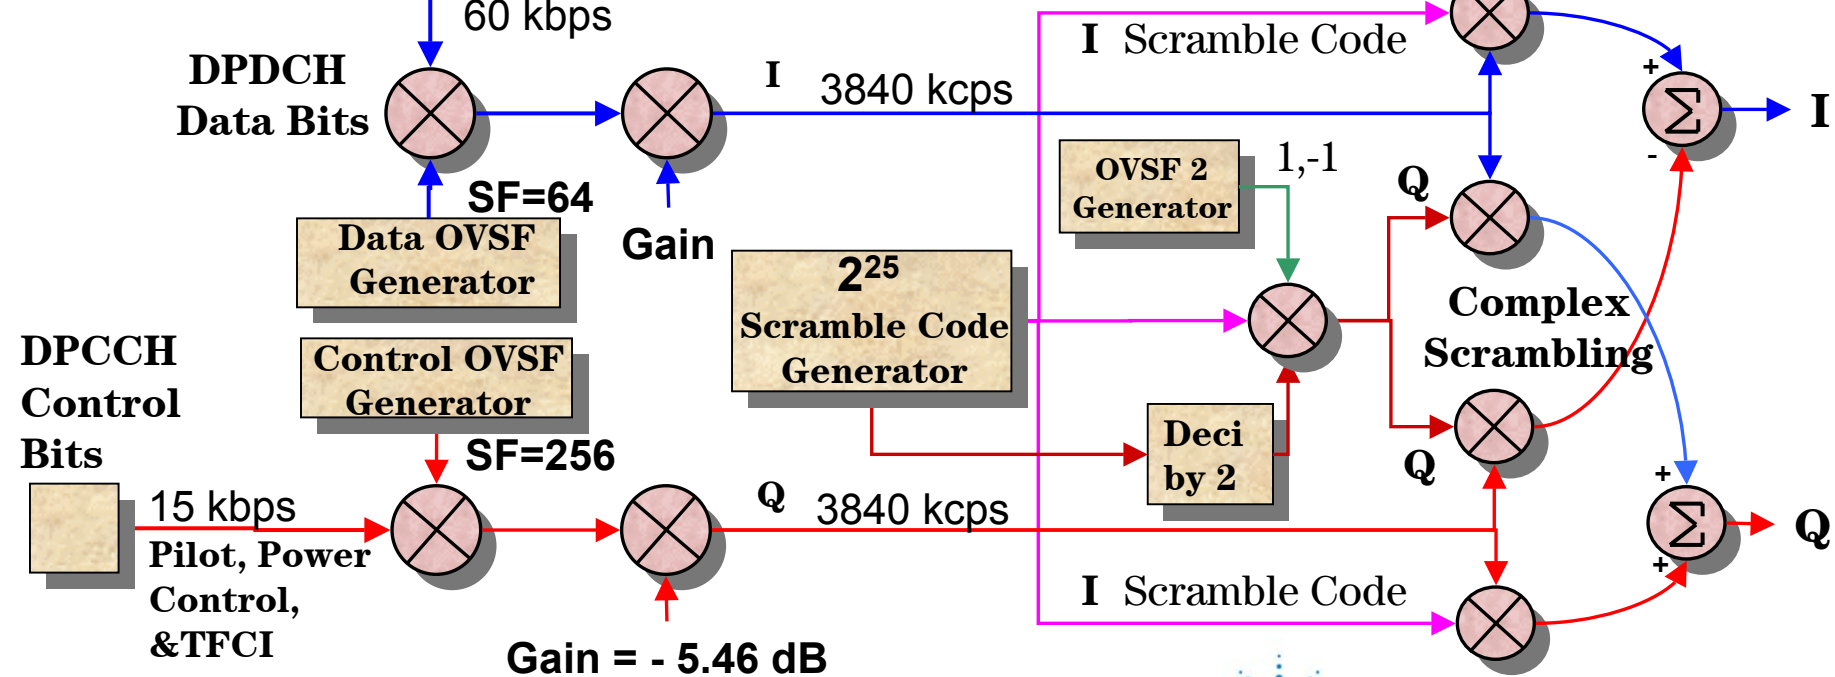 60 kbps
I Scramble Code
DPDCH
Data Bits
I
3840 kcps
+
Σ
I
-
OVSF 2
Generator
1,-1
Q
SF=64
Gain
Data OVSF
Generator
2²⁵
Scramble Code
Generator
Complex
Scrambling
DPCCH
Control
Bits
Control OVSF
Generator
SF=256
Deci
by 2
Q
15 kbps
Pilot, Power
Control,
&TFCI
Q
3840 kcps
+
Σ
Q
+
I Scramble Code
Gain = - 5.46 dB